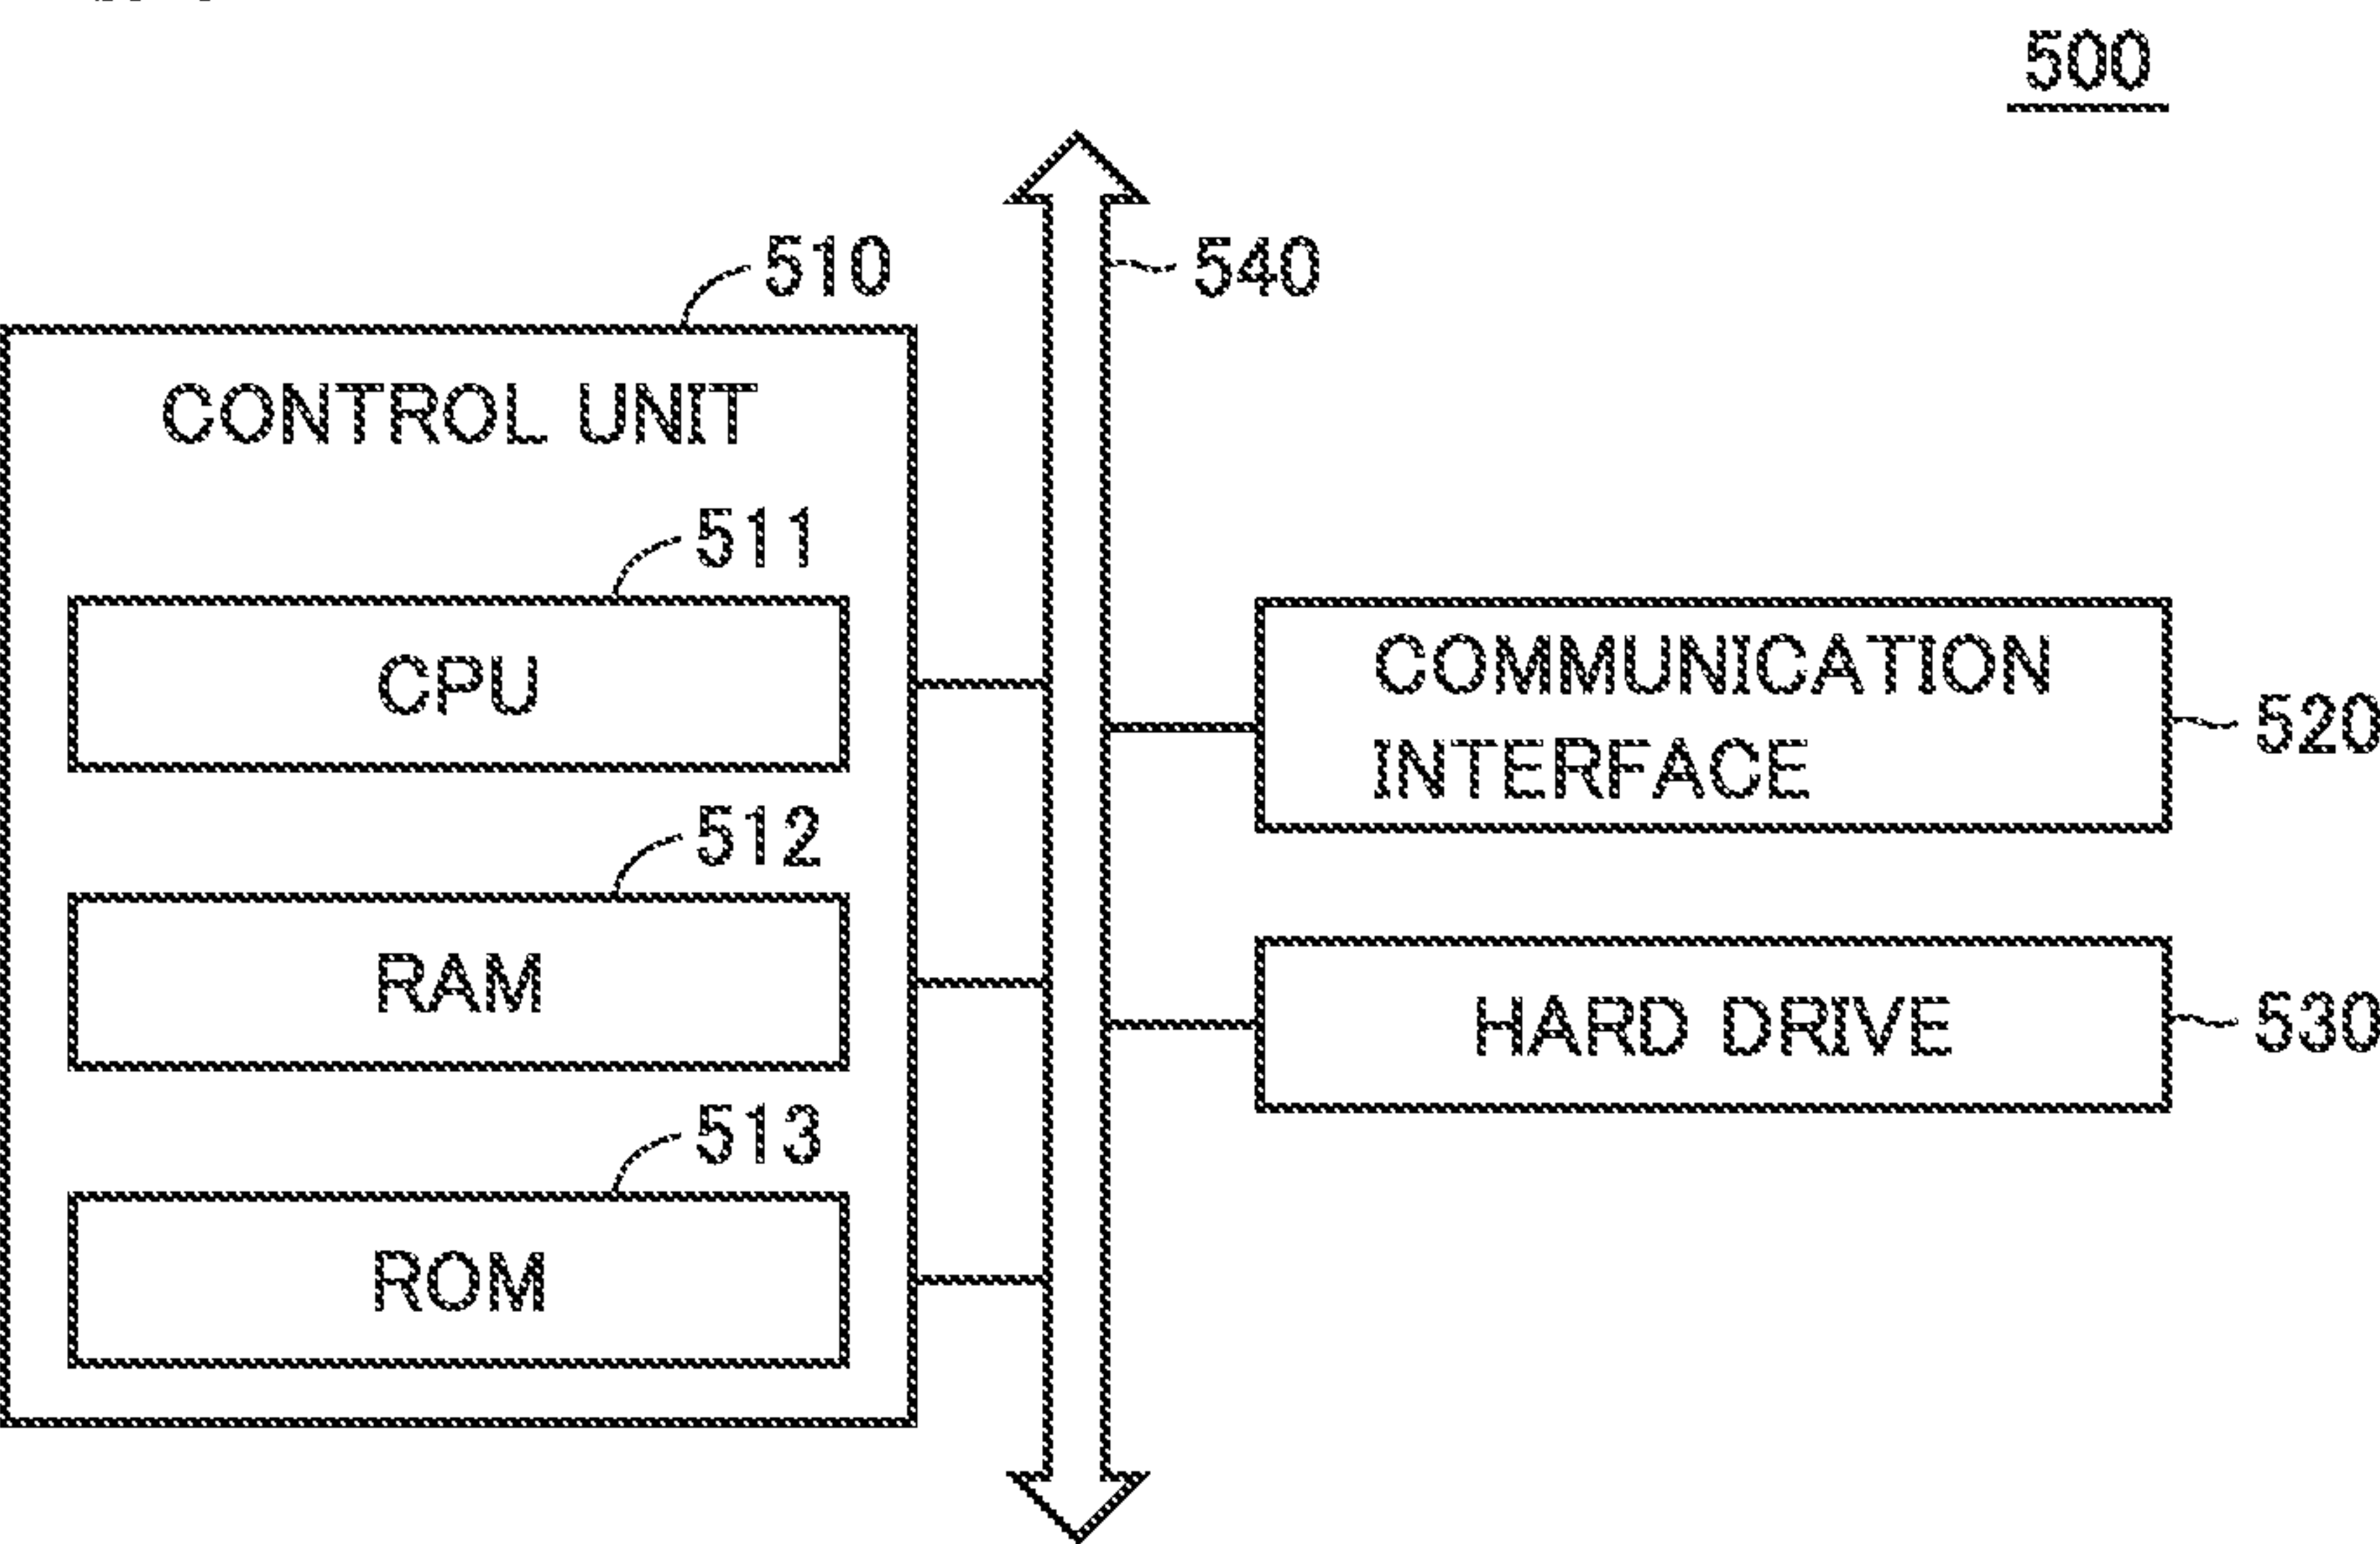 500
510
540
CONTROL UNIT
511
CPU
COMMUNICATION
INTERFACE
520
512
RAM
HARD DRIVE
530
513
ROM